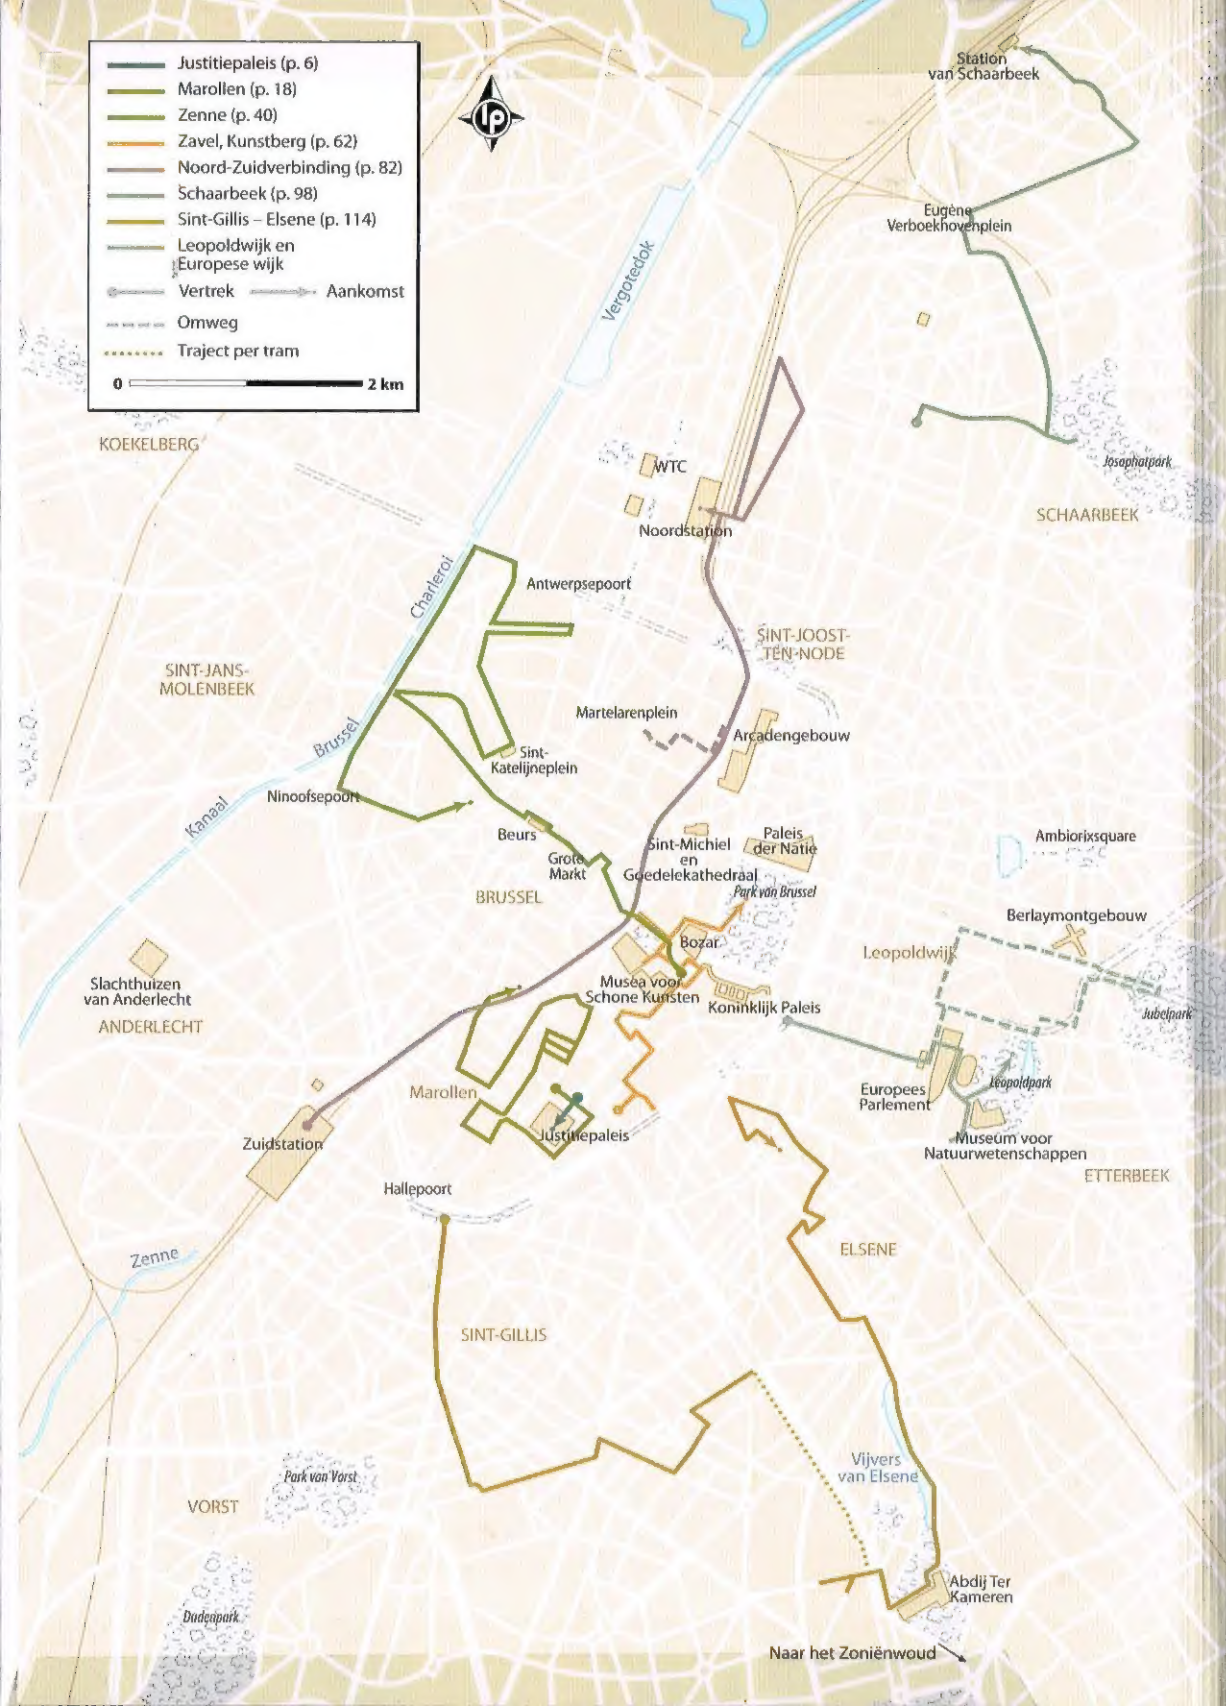 Justitiepaleis (p. 6)
Marollen (p. 18)
Zenne (p. 40)
Zavel, Kunstberg (p. 62)
Noord-Zuidverbinding (p. 82)
Schaarbeek (p. 98)
Sint-Gillis – Elsene (p. 114)
Leopoldwijk en
Europese wijk
Vertrek Aankomst
Omweg
Traject per tram
0 2 km
lp
Station
van Schaarbeek
Eugène
Verboekhovenplein
Vergotedok
KOEKELBERG
WTC
Josaphatpark
SCHAARBEEK
Noordstation
Charleroi
Antwerpsepoort
SINT-JOOST-
TEN-NODE
SINT-JANS-
MOLENBEEK
Martelarenplein
Arcadengebouw
Brussel
Sint-
Katelijneplein
Ninoofsepoort
Kanaal
Beurs
Grote
Markt
Sint-Michiel
en
Goedelekathedraal
Paleis
der Natie
Ambiorixsquare
Park van Brussel
BRUSSEL
Berlaymontgebouw
Bozar
Leopoldwijk
Slachthuizen
van Anderlecht
Musea voor
Schone Kunsten
Koninklijk Paleis
Jubelpark
ANDERLECHT
Marollen
Europees
Parlement
Leopoldpark
Justitiepaleis
Zuidstation
Museum voor
Natuurwetenschappen
ETTERBEEK
Hallepoort
Zenne
ELSENE
SINT-GILLIS
Vijvers
van Elsene
Park van Vorst
VORST
Abdij Ter
Kameren
Dudenpark
Naar het Zoniënwoud